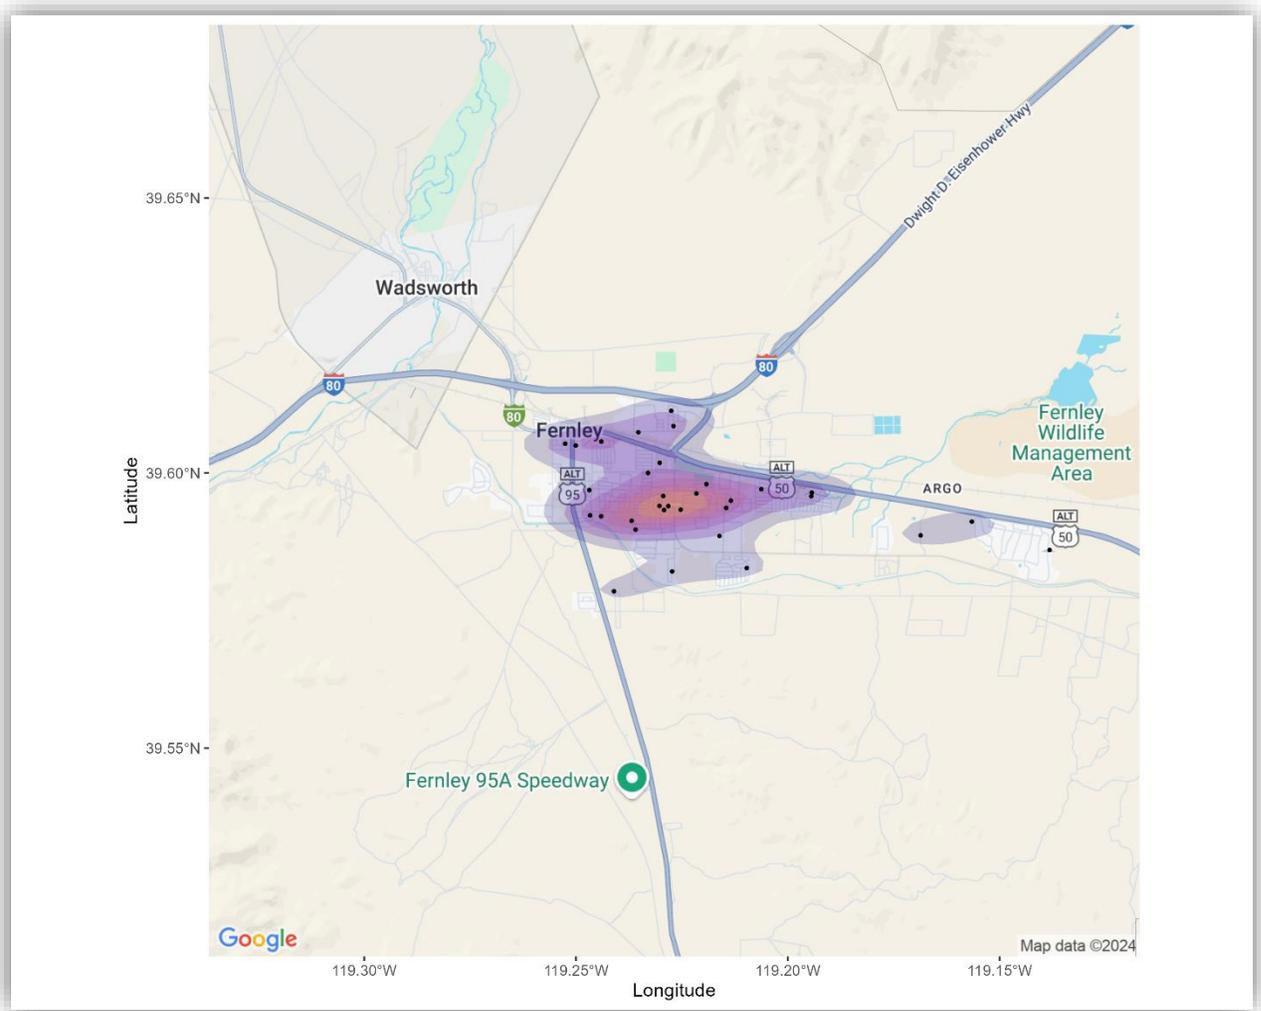 Dwight D. Eisenhower Hwy
39.65°N
Wadsworth
80
80
80
Fernley
Fernley
Wildlife
Management
Area
39.60°N
ALT
95
ALT
50
ARGO
ALT
50
Latitude
39.55°N
Fernley 95A Speedway
Google
Map data ©2024
119.30°W
119.25°W
119.20°W
119.15°W
Longitude